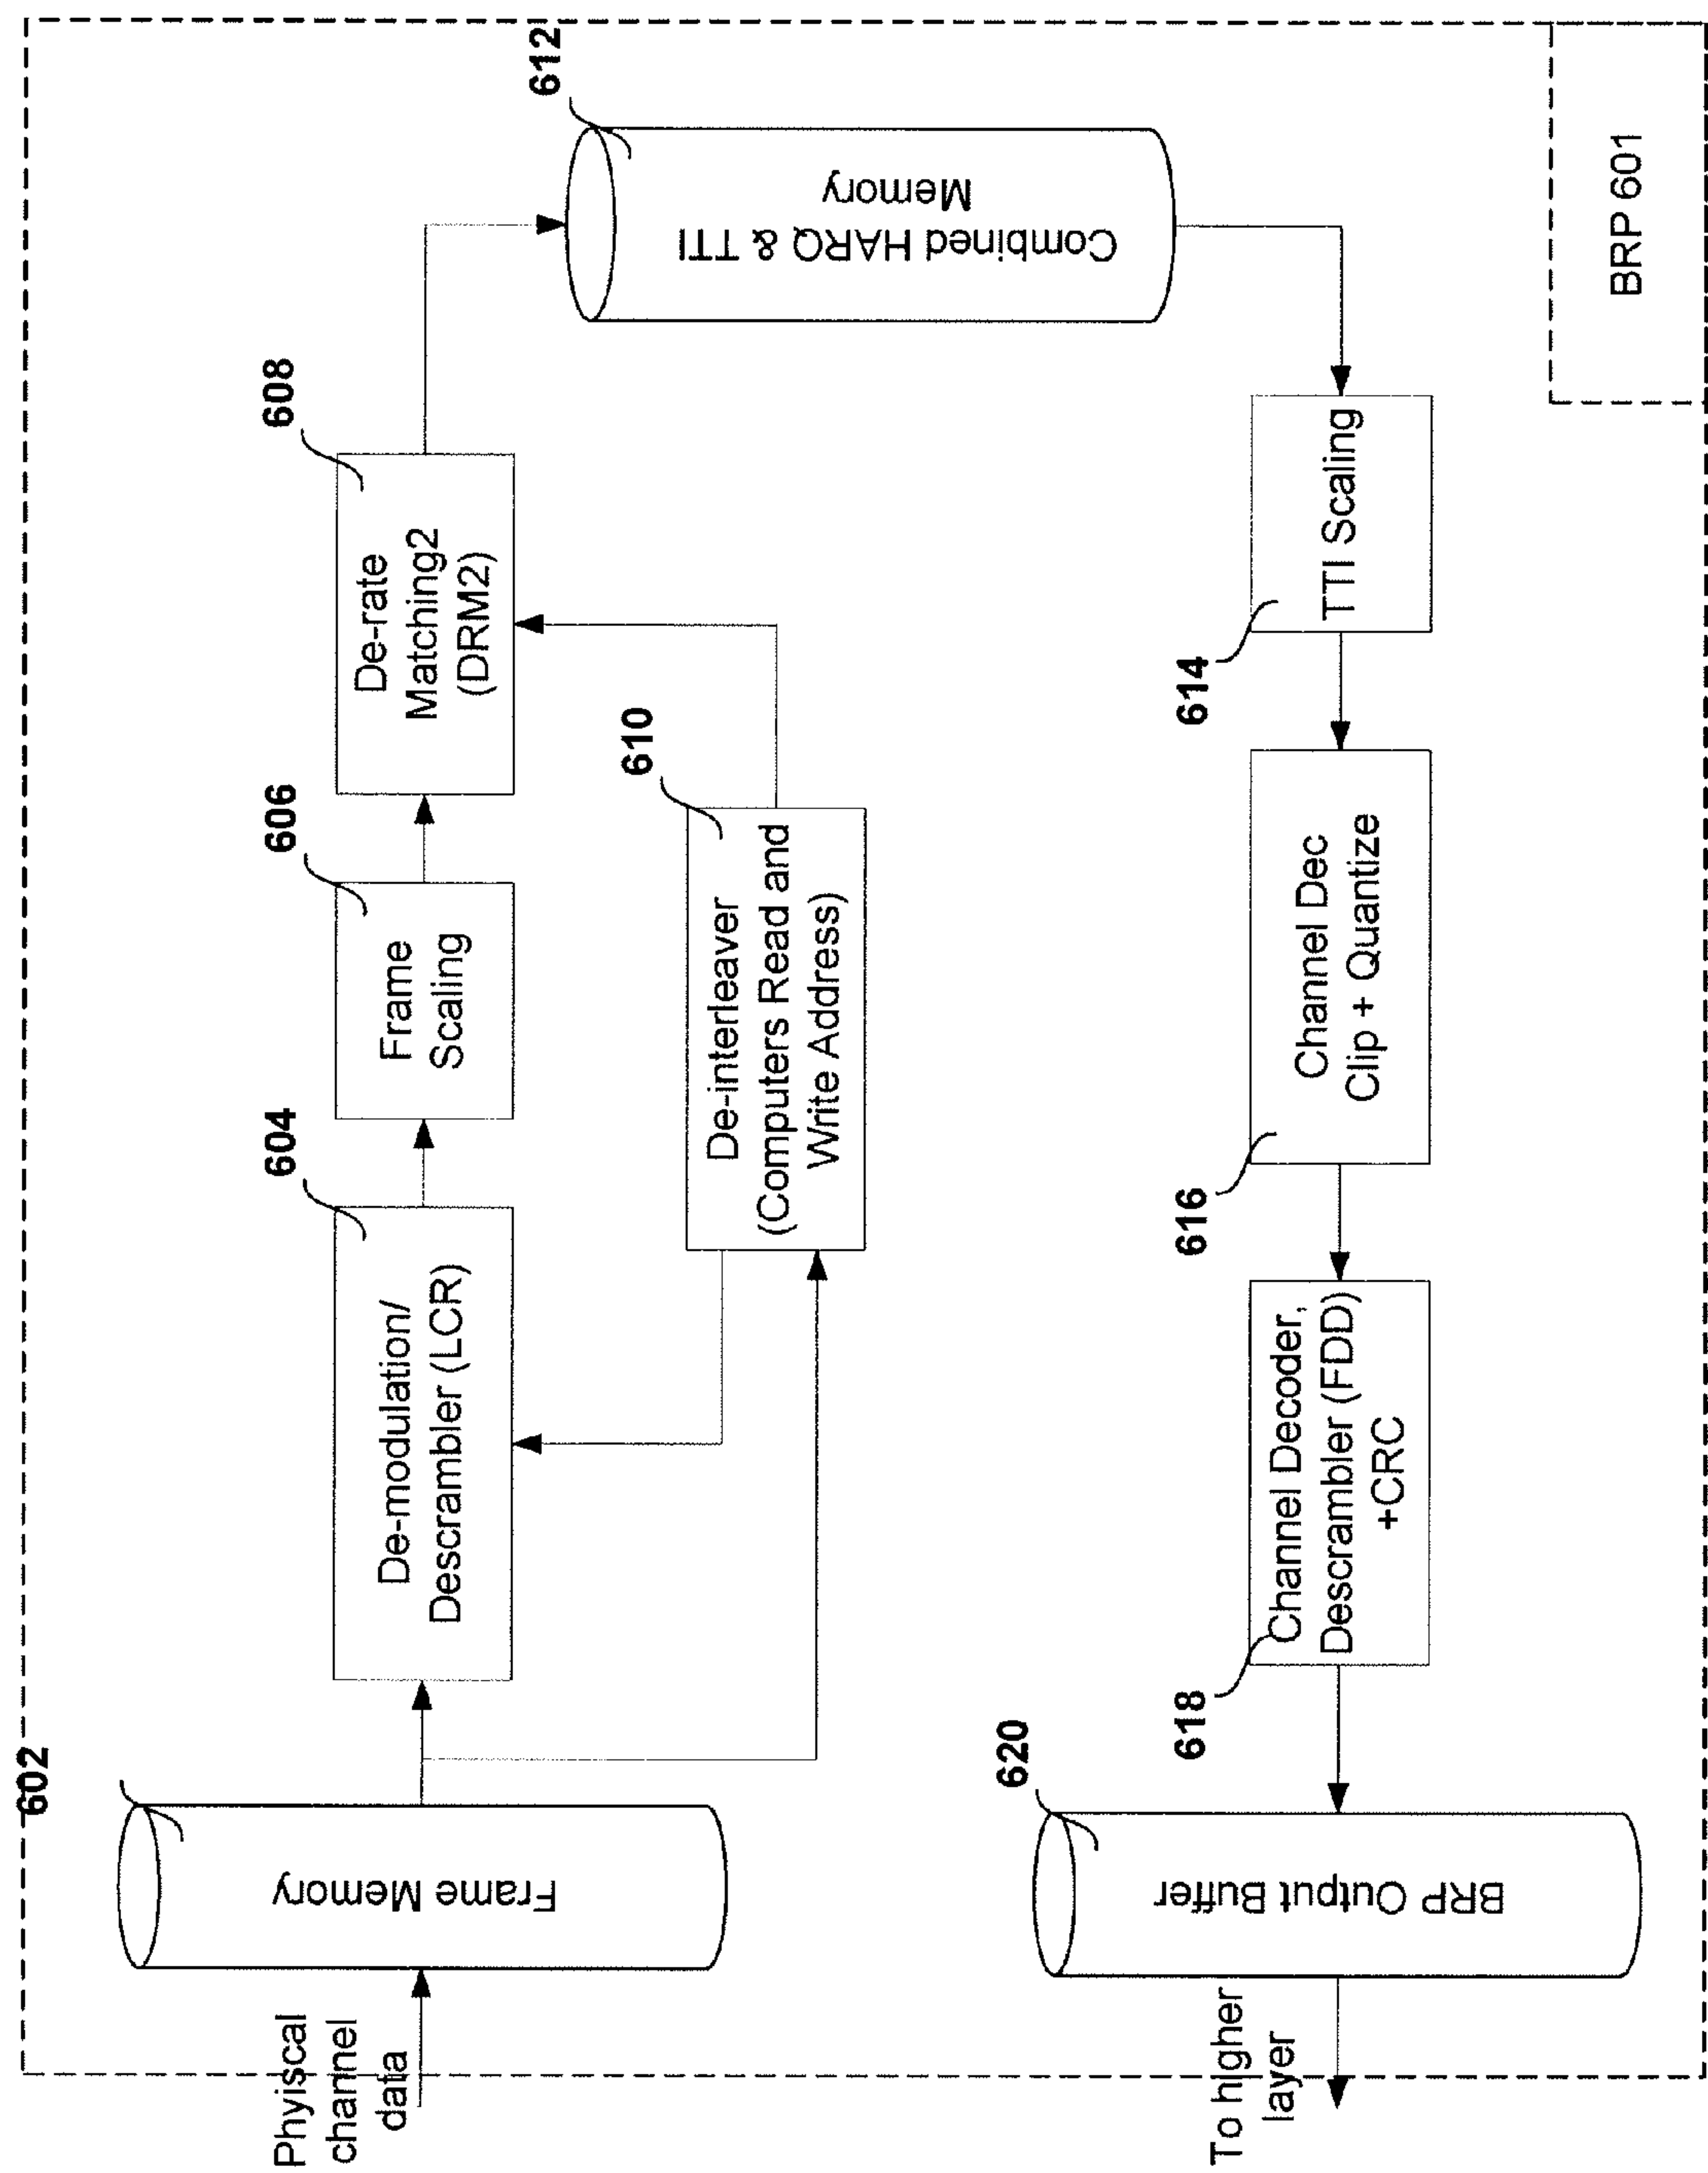 602
Phyiscal
channel
data
Frame Memory
604
De-modulation/
Descrambler (LCR)
606
Frame
Scaling
608
De-rate
Matching2
(DRM2)
610
De-interleaver
(Computers Read and
Write Address)
612
Combined HARQ & TTI
Memory
614
TTI Scaling
616
Channel Dec
Clip + Quantize
618
Channel Decoder,
Descrambler (FDD)
+CRC
620
BRP Output Buffer
To higher
layer
BRP 601